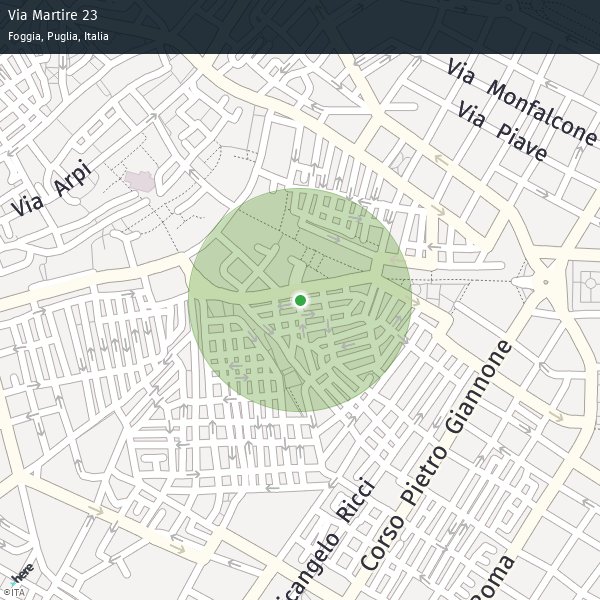 Via Martire 23
Foggia, Puglia, Italia
Via Monfalcone
Via Piave
Via Arpi
Corso Pietro Giannone
icangelo Ricci
Roma
here
©ITA